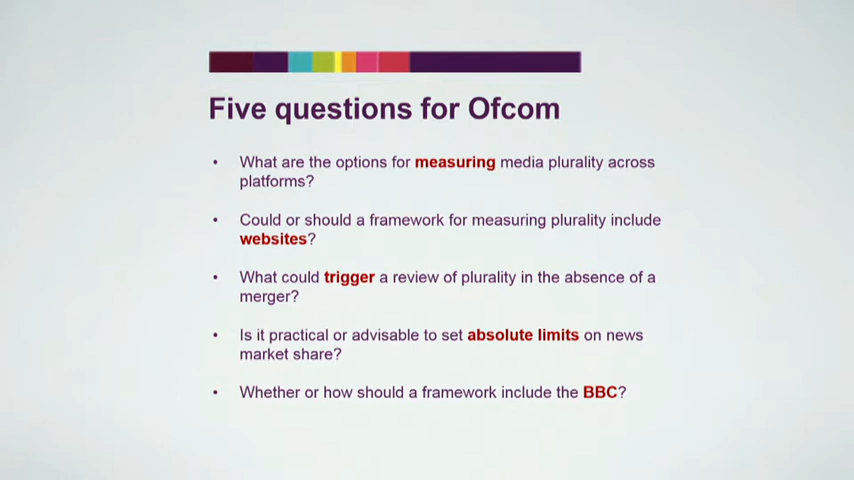 Five questions for Ofcom
• What are the options for measuring media plurality across
platforms?
• Could or should a framework for measuring plurality include
websites?
• What could trigger a review of plurality in the absence of a
merger?
• Is it practical or advisable to set absolute limits on news
market share?
• Whether or how should a framework include the BBC?